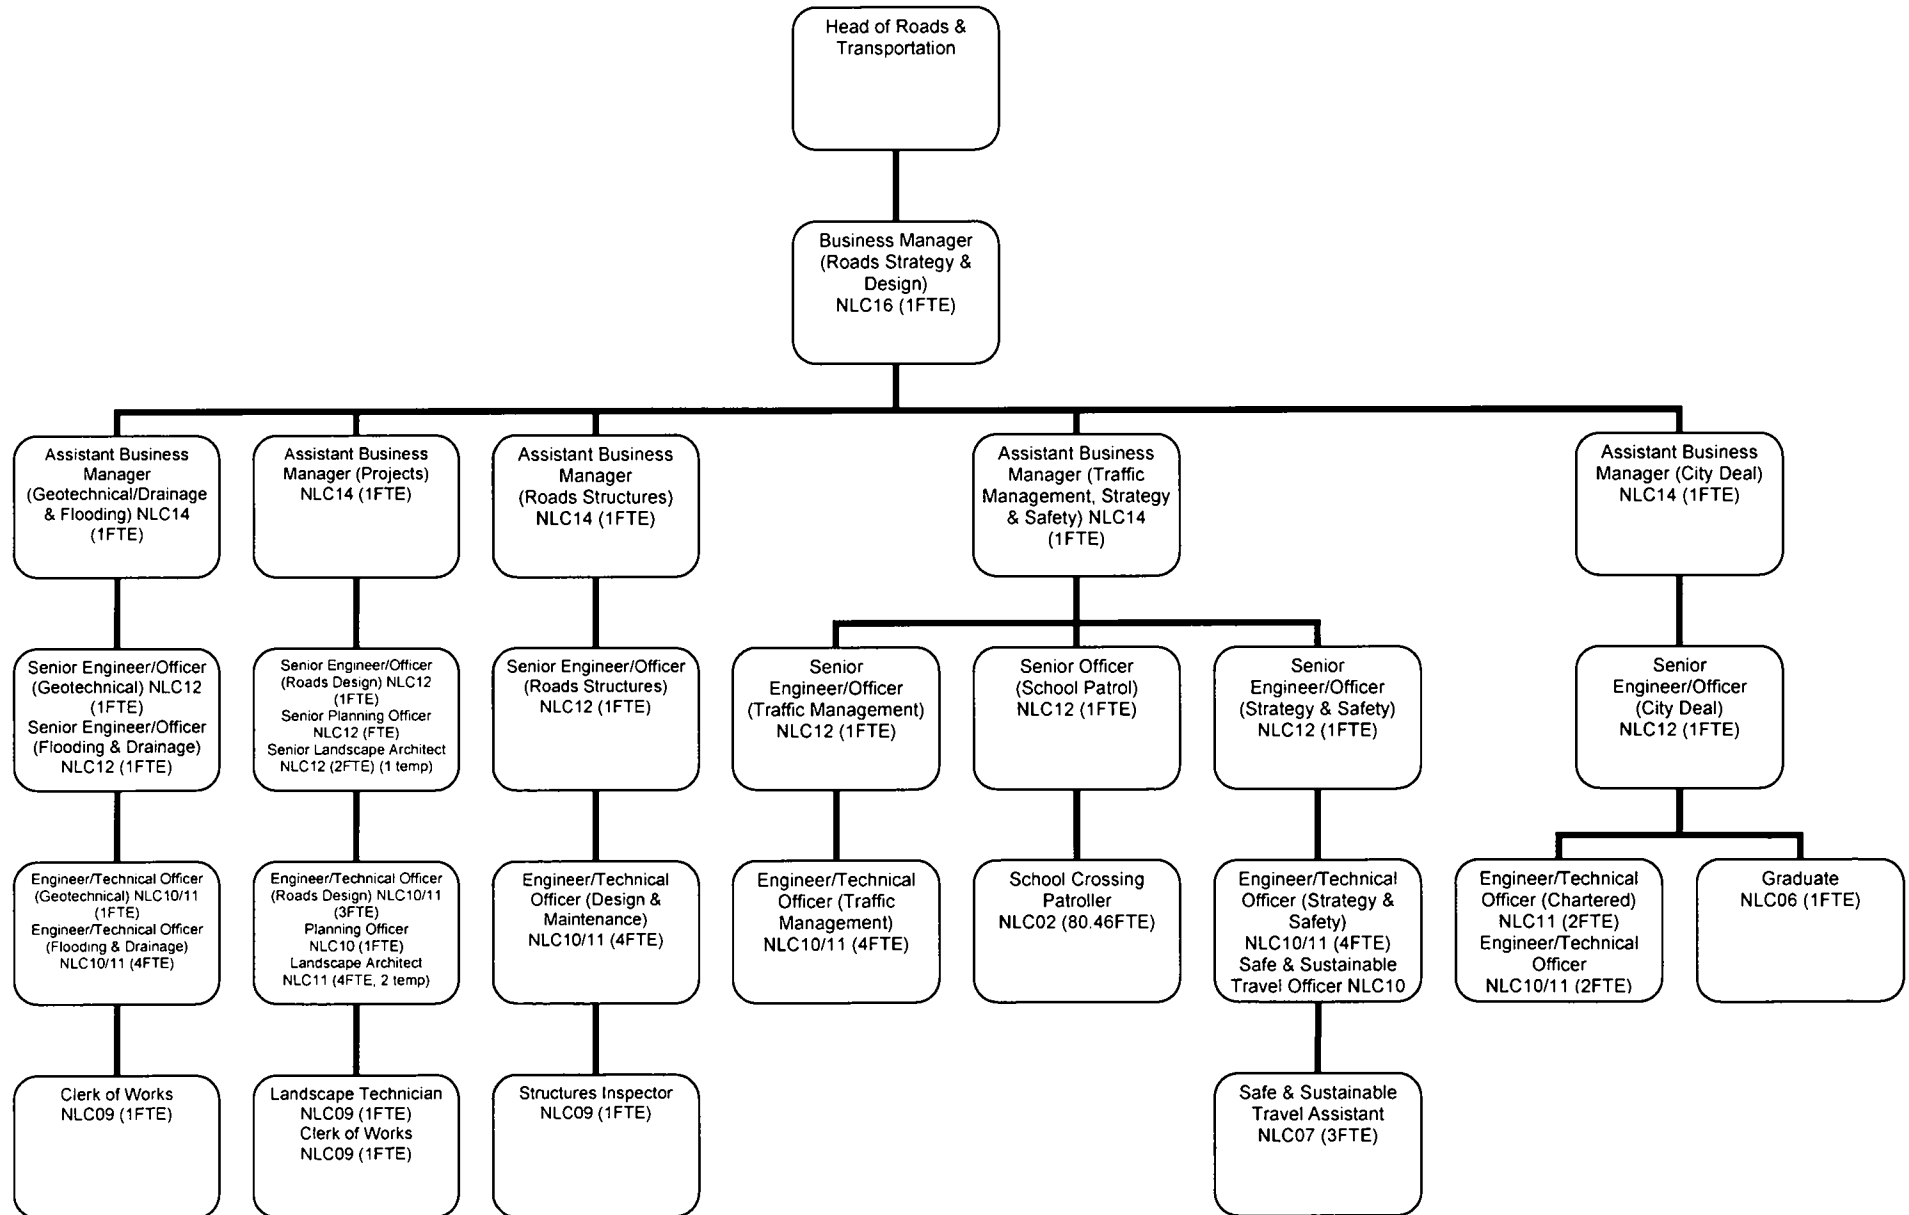 Head of Roads &
Transportation
Business Manager
(Roads Strategy &
Design)
NLC16 (1FTE)
Assistant Business
Manager
(Geotechnical/Drainage
& Flooding) NLC14
(1FTE)
Assistant Business
Manager (Projects)
NLC14 (1FTE)
Assistant Business
Manager
(Roads Structures)
NLC14 (1FTE)
Assistant Business
Manager (Traffic
Management, Strategy
& Safety) NLC14
(1FTE)
Assistant Business
Manager (City Deal)
NLC14 (1FTE)
Senior Engineer/Officer
(Geotechnical) NLC12
(1FTE)
Senior Engineer/Officer
(Flooding & Drainage)
NLC12 (1FTE)
Senior Engineer/Officer
(Roads Design) NLC12
(1FTE)
Senior Planning Officer
NLC12 (FTE)
Senior Landscape Architect
NLC12 (2FTE) (1 temp)
Senior Engineer/Officer
(Roads Structures)
NLC12 (1FTE)
Senior
Engineer/Officer
(Traffic Management)
NLC12 (1FTE)
Senior Officer
(School Patrol)
NLC12 (1FTE)
Senior
Engineer/Officer
(Strategy & Safety)
NLC12 (1FTE)
Senior
Engineer/Officer
(City Deal)
NLC12 (1FTE)
Engineer/Technical Officer
(Geotechnical) NLC10/11
(1FTE)
Engineer/Technical Officer
(Flooding & Drainage)
NLC10/11 (4FTE)
Engineer/Technical Officer
(Roads Design) NLC10/11
(3FTE)
Planning Officer
NLC10 (1FTE)
Landscape Architect
NLC11 (4FTE, 2 temp)
Engineer/Technical
Officer (Design &
Maintenance)
NLC10/11 (4FTE)
Engineer/Technical
Officer (Traffic
Management)
NLC10/11 (4FTE)
School Crossing
Patroller
NLC02 (80.46FTE)
Engineer/Technical
Officer (Strategy &
Safety)
NLC10/11 (4FTE)
Safe & Sustainable
Travel Officer NLC10
Engineer/Technical
Officer (Chartered)
NLC11 (2FTE)
Engineer/Technical
Officer
NLC10/11 (2FTE)
Graduate
NLC06 (1FTE)
Clerk of Works
NLC09 (1FTE)
Landscape Technician
NLC09 (1FTE)
Clerk of Works
NLC09 (1FTE)
Structures Inspector
NLC09 (1FTE)
Safe & Sustainable
Travel Assistant
NLC07 (3FTE)